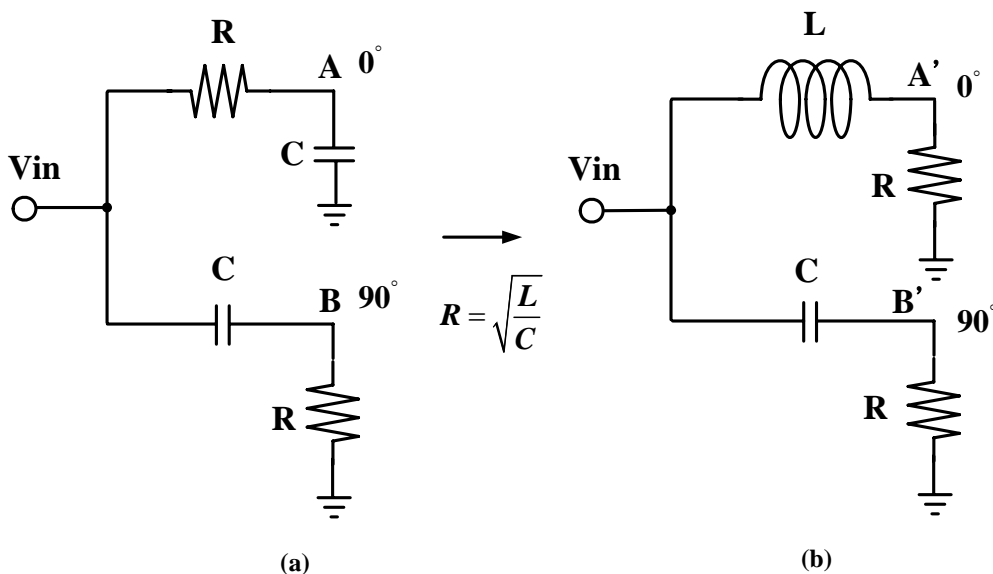 R
A 0°
C
Vin
C
B 90°
R
(a)
R = √(L/C)
L
A' 0°
R
Vin
C
B' 90°
R
(b)